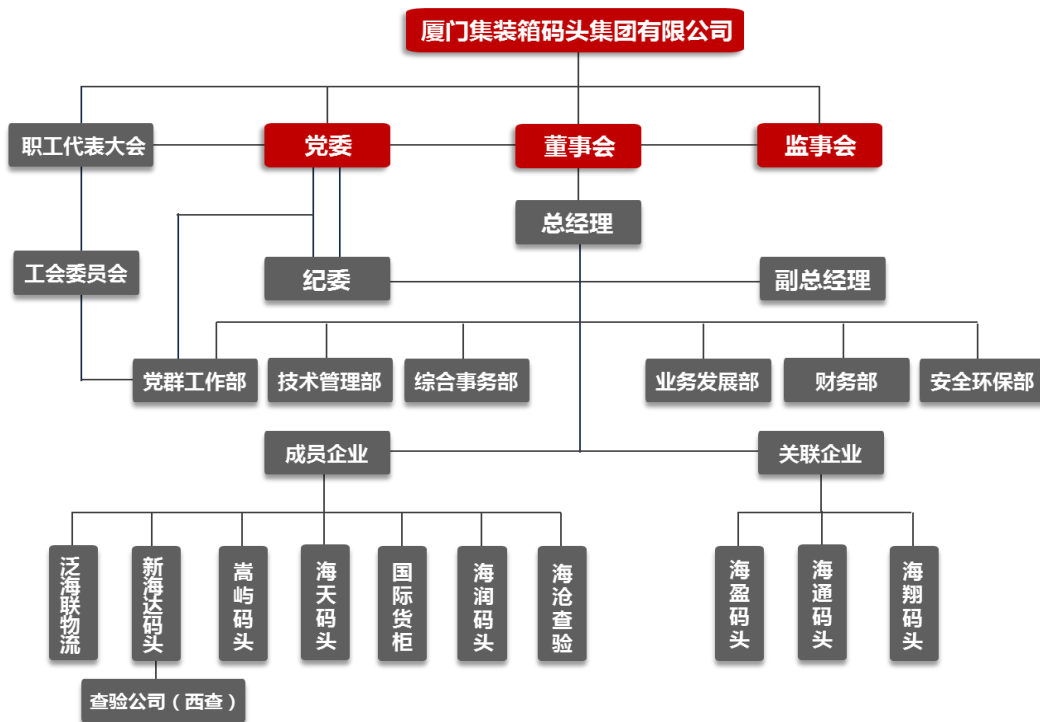 厦门集装箱码头集团有限公司
职工代表大会
党委
董事会
监事会
总经理
工会委员会
纪委
副总经理
党群工作部
技术管理部
综合事务部
业务发展部
财务部
安全环保部
成员企业
关联企业
泛海联物流
新海达码头
嵩屿码头
海天码头
国际货柜
海润码头
海沧查验
海盈码头
海通码头
海翔码头
查验公司（西查）